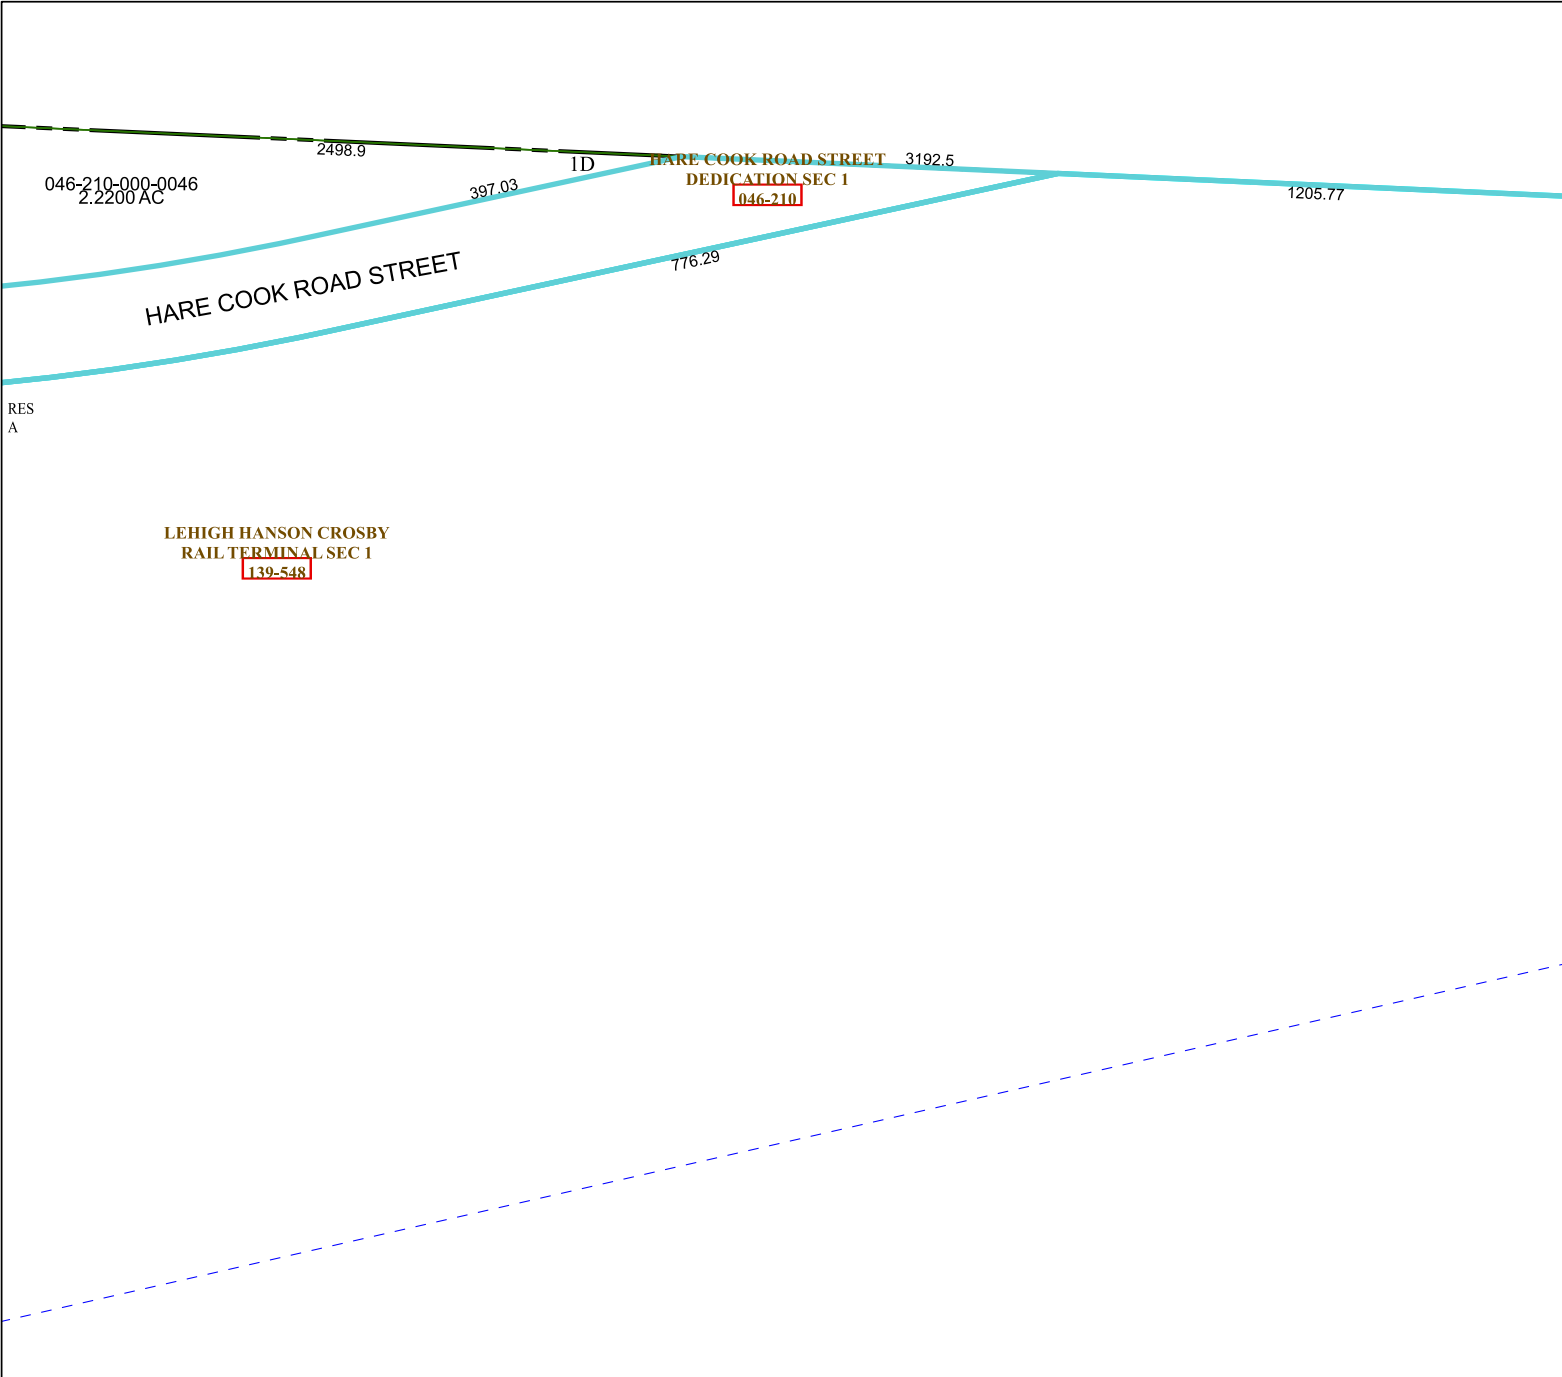 2498.9
1D
HARE COOK ROAD STREET
DEDICATION SEC 1
046-210
3192.5
1205.77
046-210-000-0046
2.2200 AC
397.03
776.29
HARE COOK ROAD STREET
RES
A
LEHIGH HANSON CROSBY
RAIL TERMINAL SEC 1
139-548